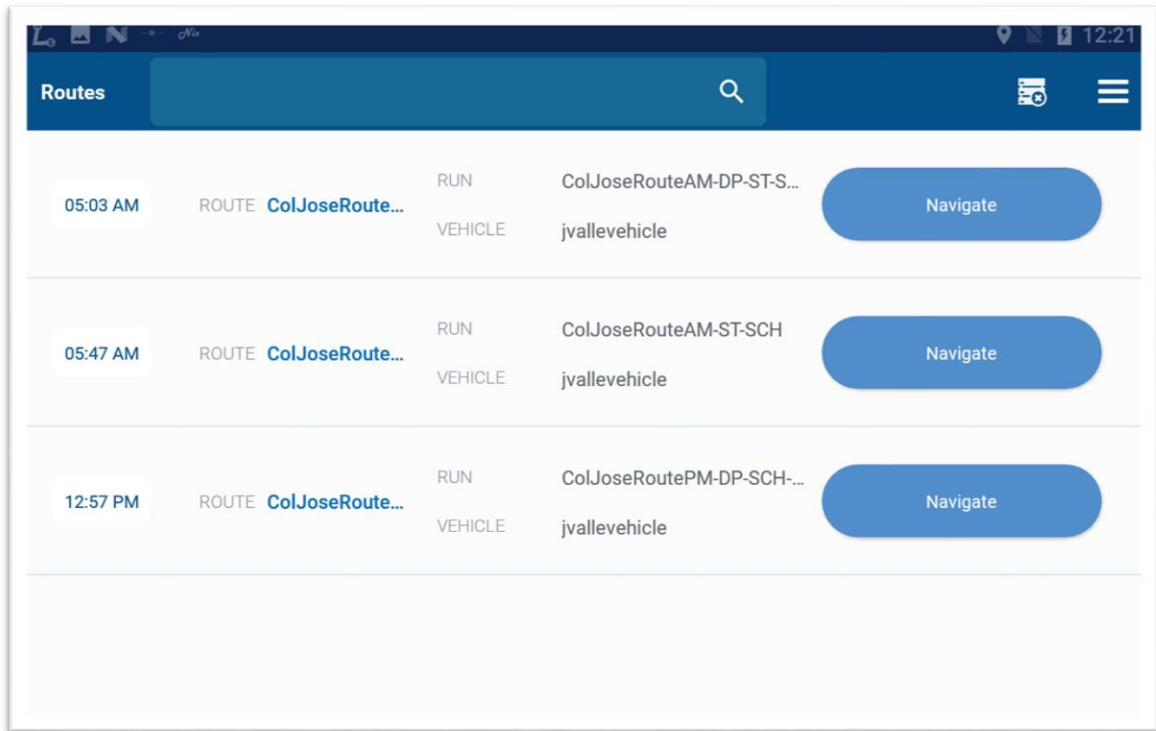 Nix 12:21
Routes
05:03 AM ROUTE ColJoseRoute... RUN ColJoseRouteAM-DP-ST-S...
VEHICLE jvallevehicle
Navigate
05:47 AM ROUTE ColJoseRoute... RUN ColJoseRouteAM-ST-SCH
VEHICLE jvallevehicle
Navigate
12:57 PM ROUTE ColJoseRoute... RUN ColJoseRoutePM-DP-SCH-...
VEHICLE jvallevehicle
Navigate